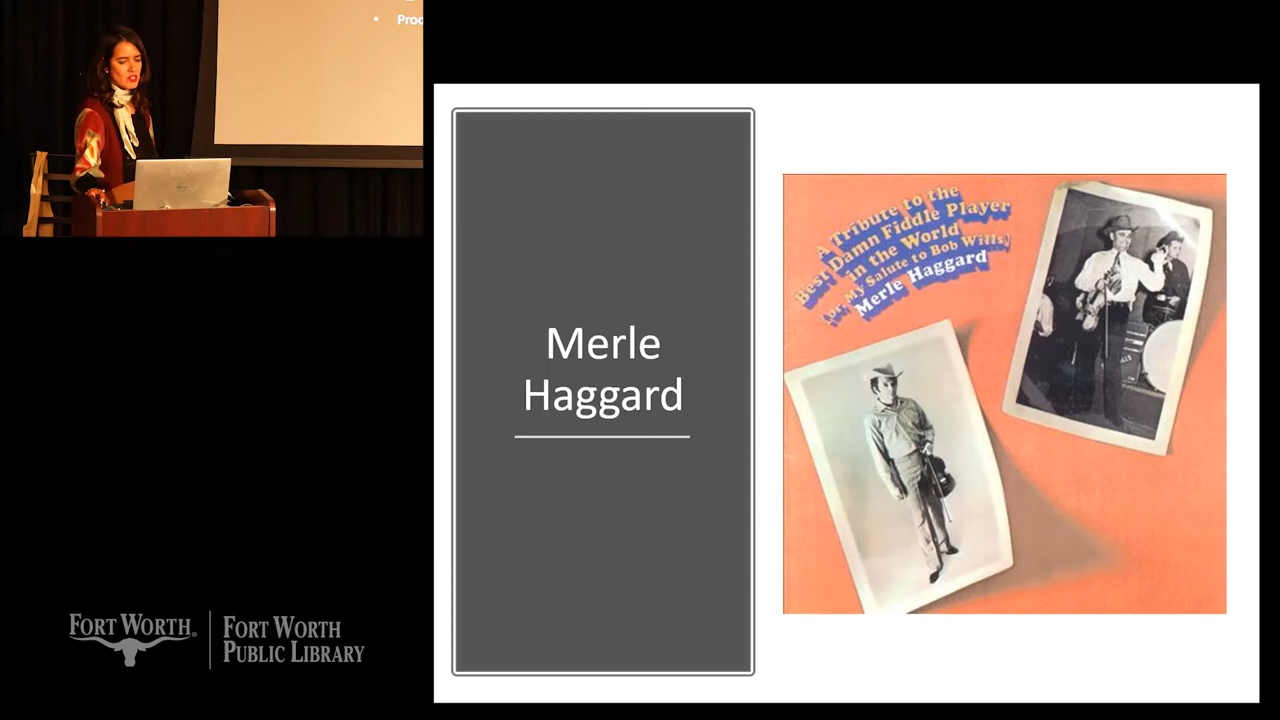 Proc
Merle
Haggard
A Tribute to the
Best Damn Fiddle Player
in the World
(or, My Salute to Bob Wills)
Merle Haggard
FORT WORTH®
FORT WORTH
PUBLIC LIBRARY